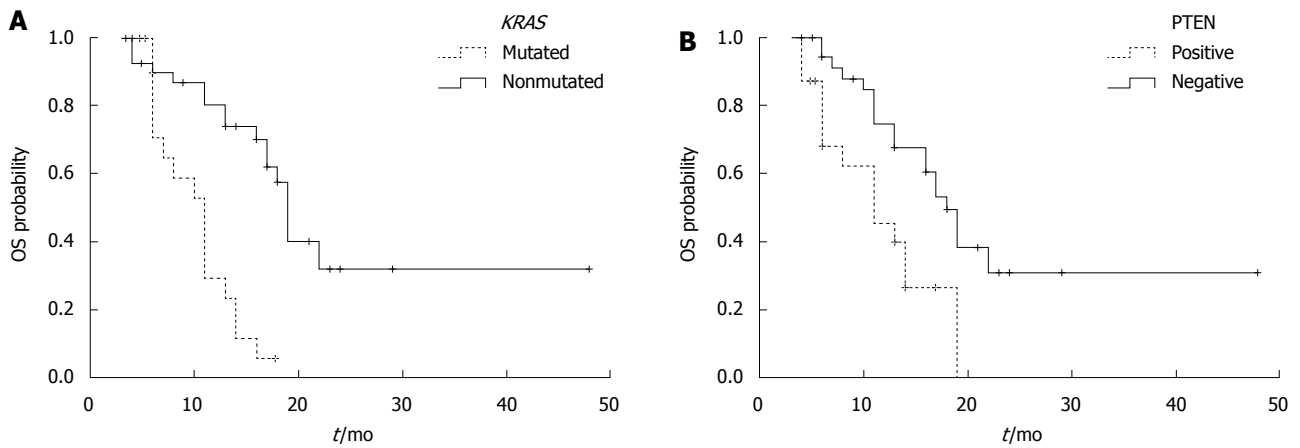 A
KRAS
Mutated
Nonmutated
1.0
0.8
0.6
0.4
0.2
0.0
OS probability
0 10 20 30 40 50
t/mo
B
PTEN
Positive
Negative
1.0
0.8
0.6
0.4
0.2
0.0
OS probability
0 10 20 30 40 50
t/mo